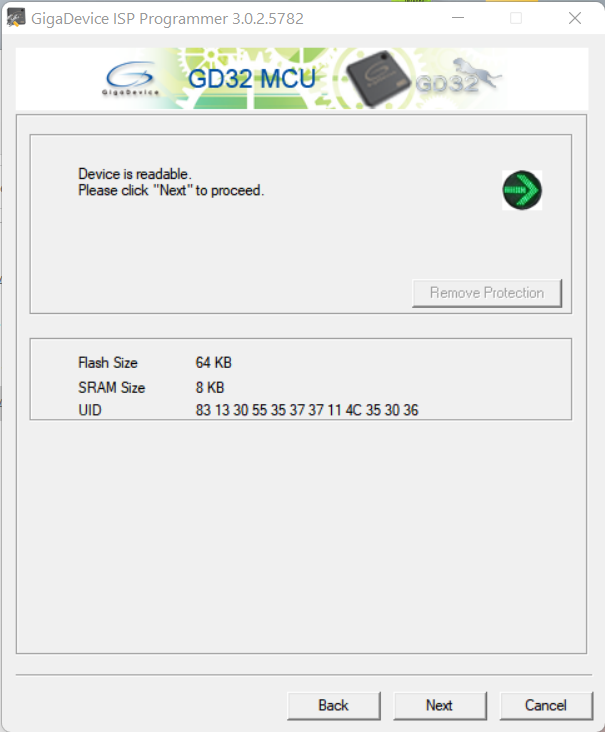 GigaDevice ISP Programmer 3.0.2.5782
GigaDevice
GD32 MCU
GD32
Device is readable.
Please click "Next" to proceed.
Remove Protection
Flash Size 64 KB
SRAM Size 8 KB
UID 83 13 30 55 35 37 37 11 4C 35 30 36
Back Next Cancel